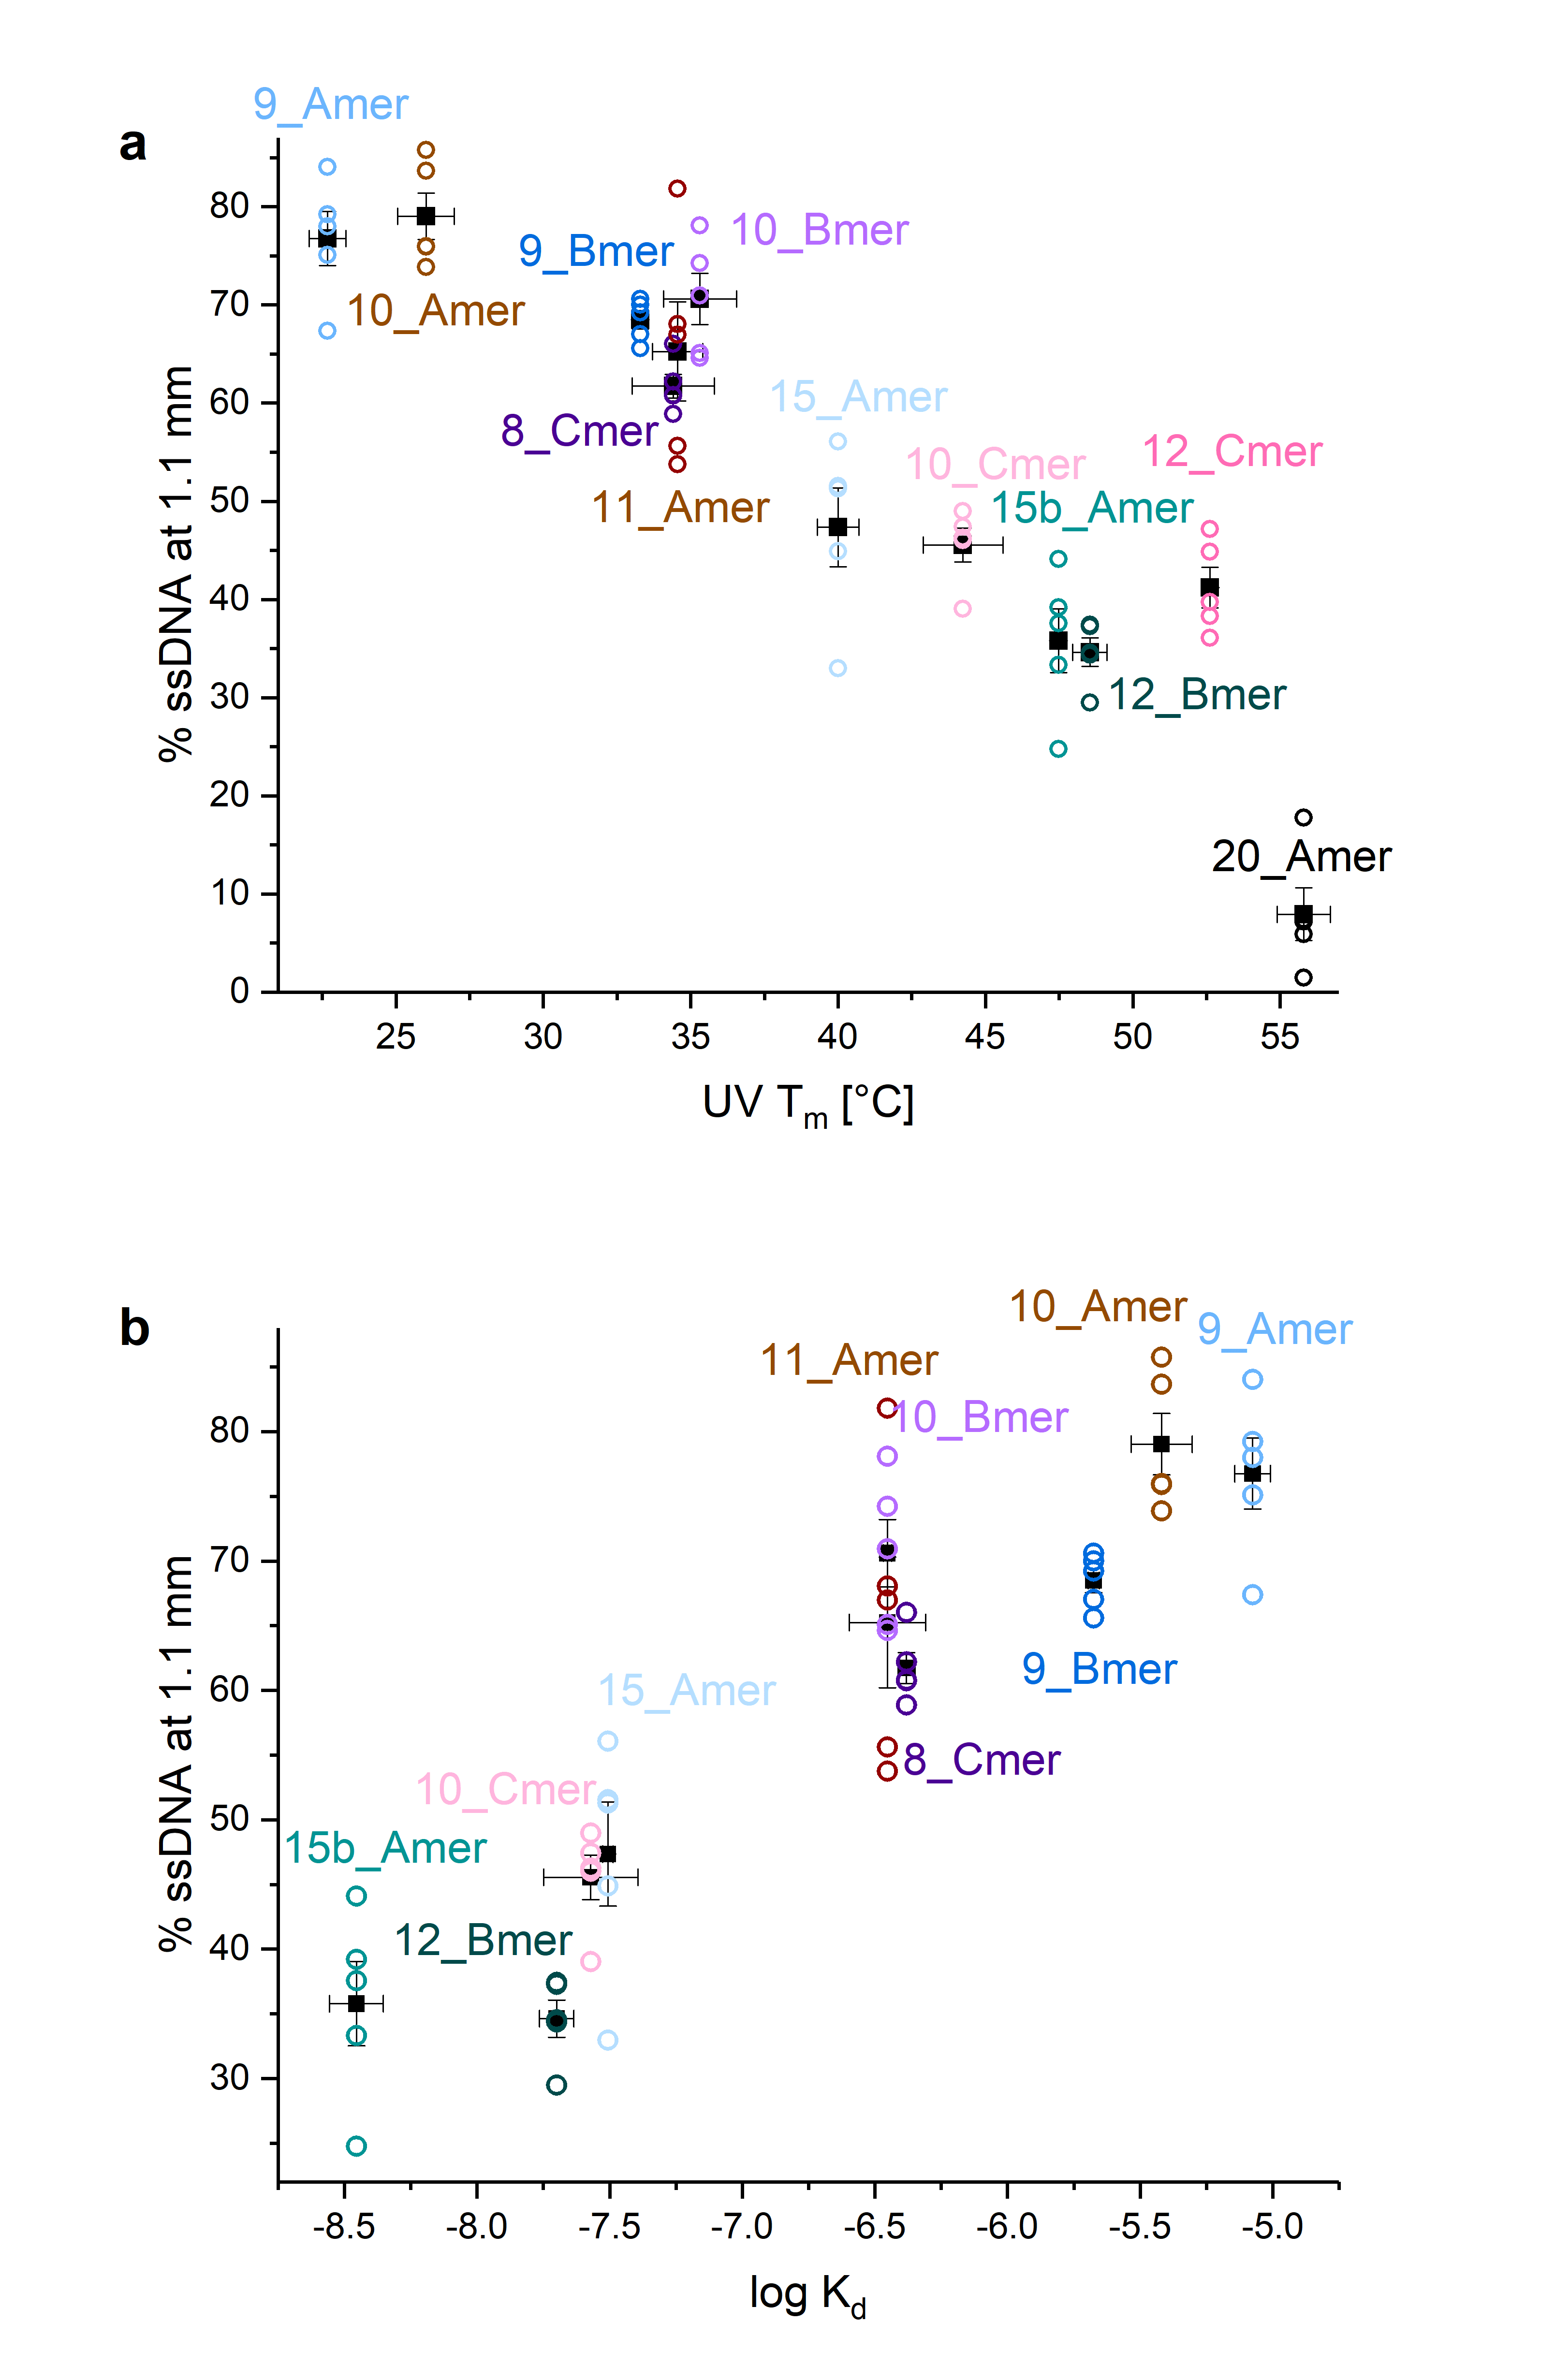 9_Amer
a
10_Bmer
9_Bmer
10_Amer
15_Amer
8_Cmer
10_Cmer
12_Cmer
11_Amer
15b_Amer
12_Bmer
20_Amer
80
70
60
50
40
30
20
10
0
% ssDNA at 1.1 mm
25 30 35 40 45 50 55
UV Tm [°C]
b
10_Amer
9_Amer
11_Amer
10_Bmer
9_Bmer
15_Amer
8_Cmer
10_Cmer
15b_Amer
12_Bmer
80
70
60
50
40
30
% ssDNA at 1.1 mm
-8.5 -8.0 -7.5 -7.0 -6.5 -6.0 -5.5 -5.0
log Kd